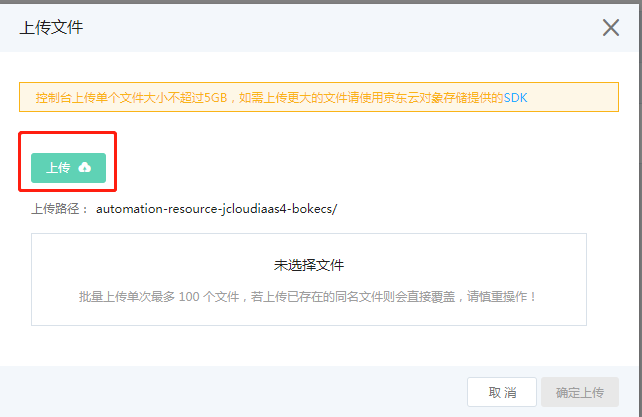 上传文件
控制台上传单个文件大小不超过5GB，如需上传更大的文件请使用京东云对象存储提供的SDK
上传
上传路径： automation-resource-jcloudiaas4-bokecs/
未选择文件
批量上传单次最多 100 个文件，若上传已存在的同名文件则会直接覆盖，请慎重操作！
取 消
确定上传